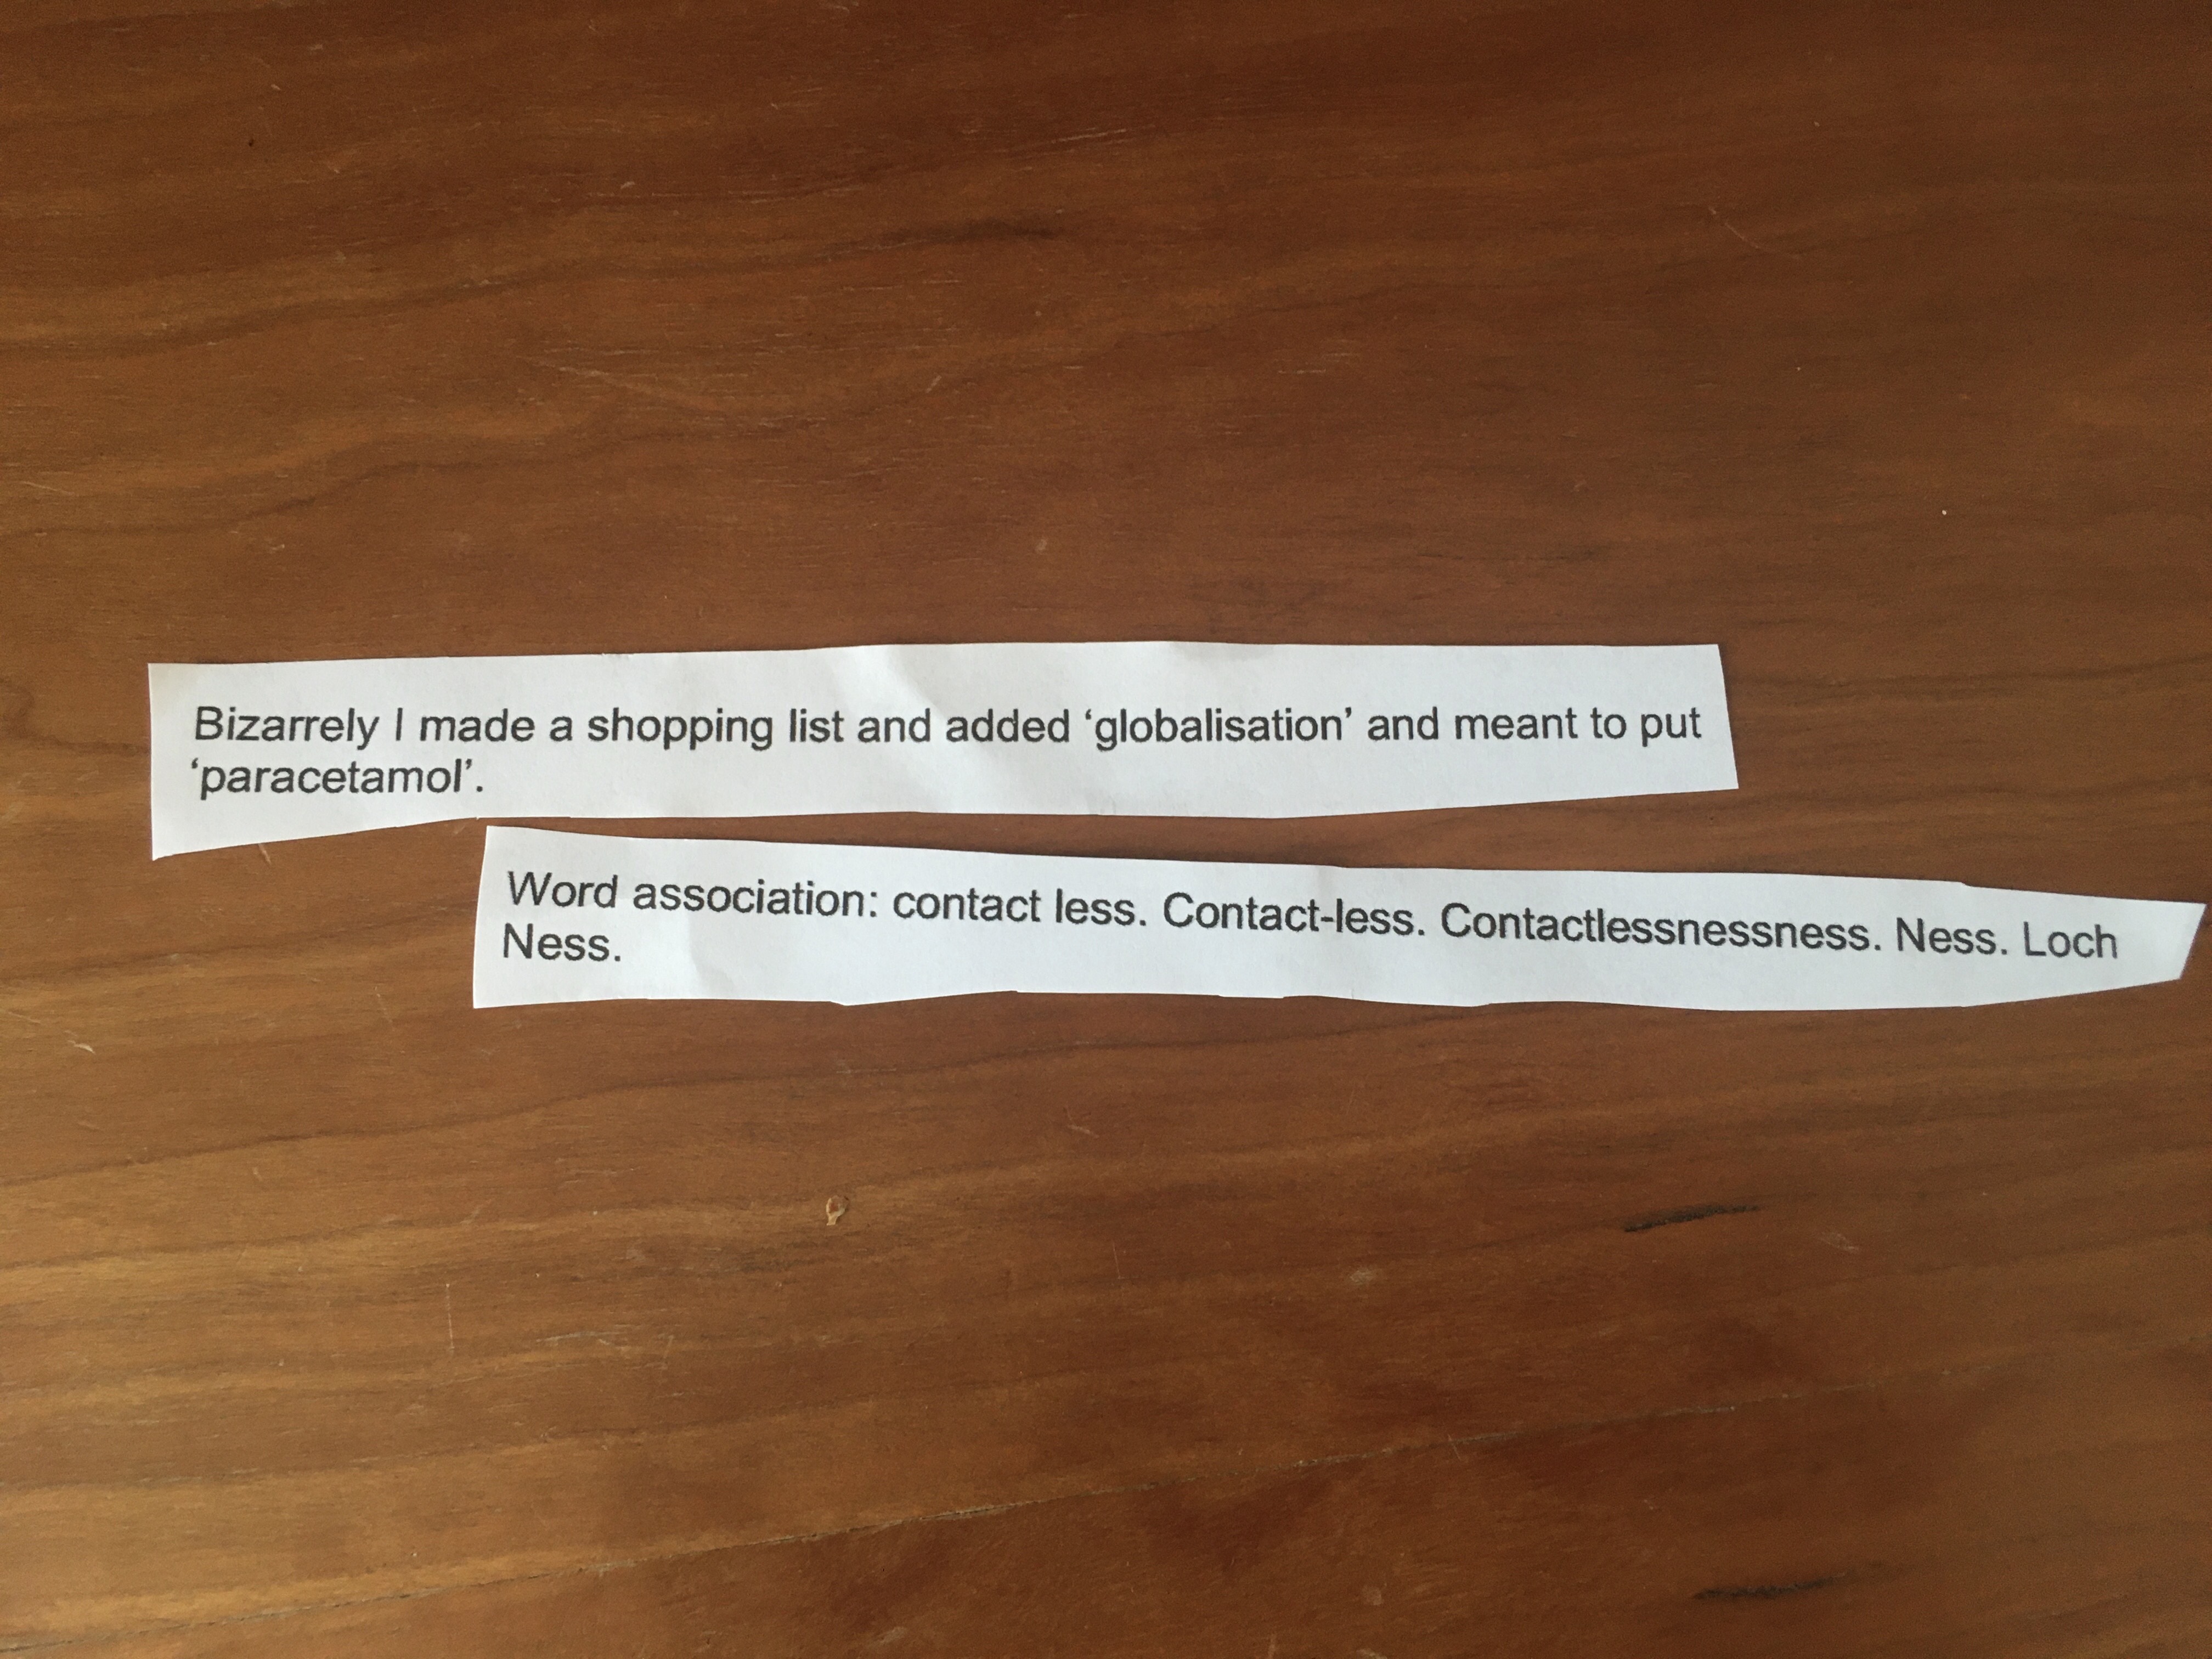 Bizarrely I made a shopping list and added ‘globalisation’ and meant to put
‘paracetamol’.
Word association: contact less. Contact-less. Contactlessnessness. Ness. Loch
Ness.